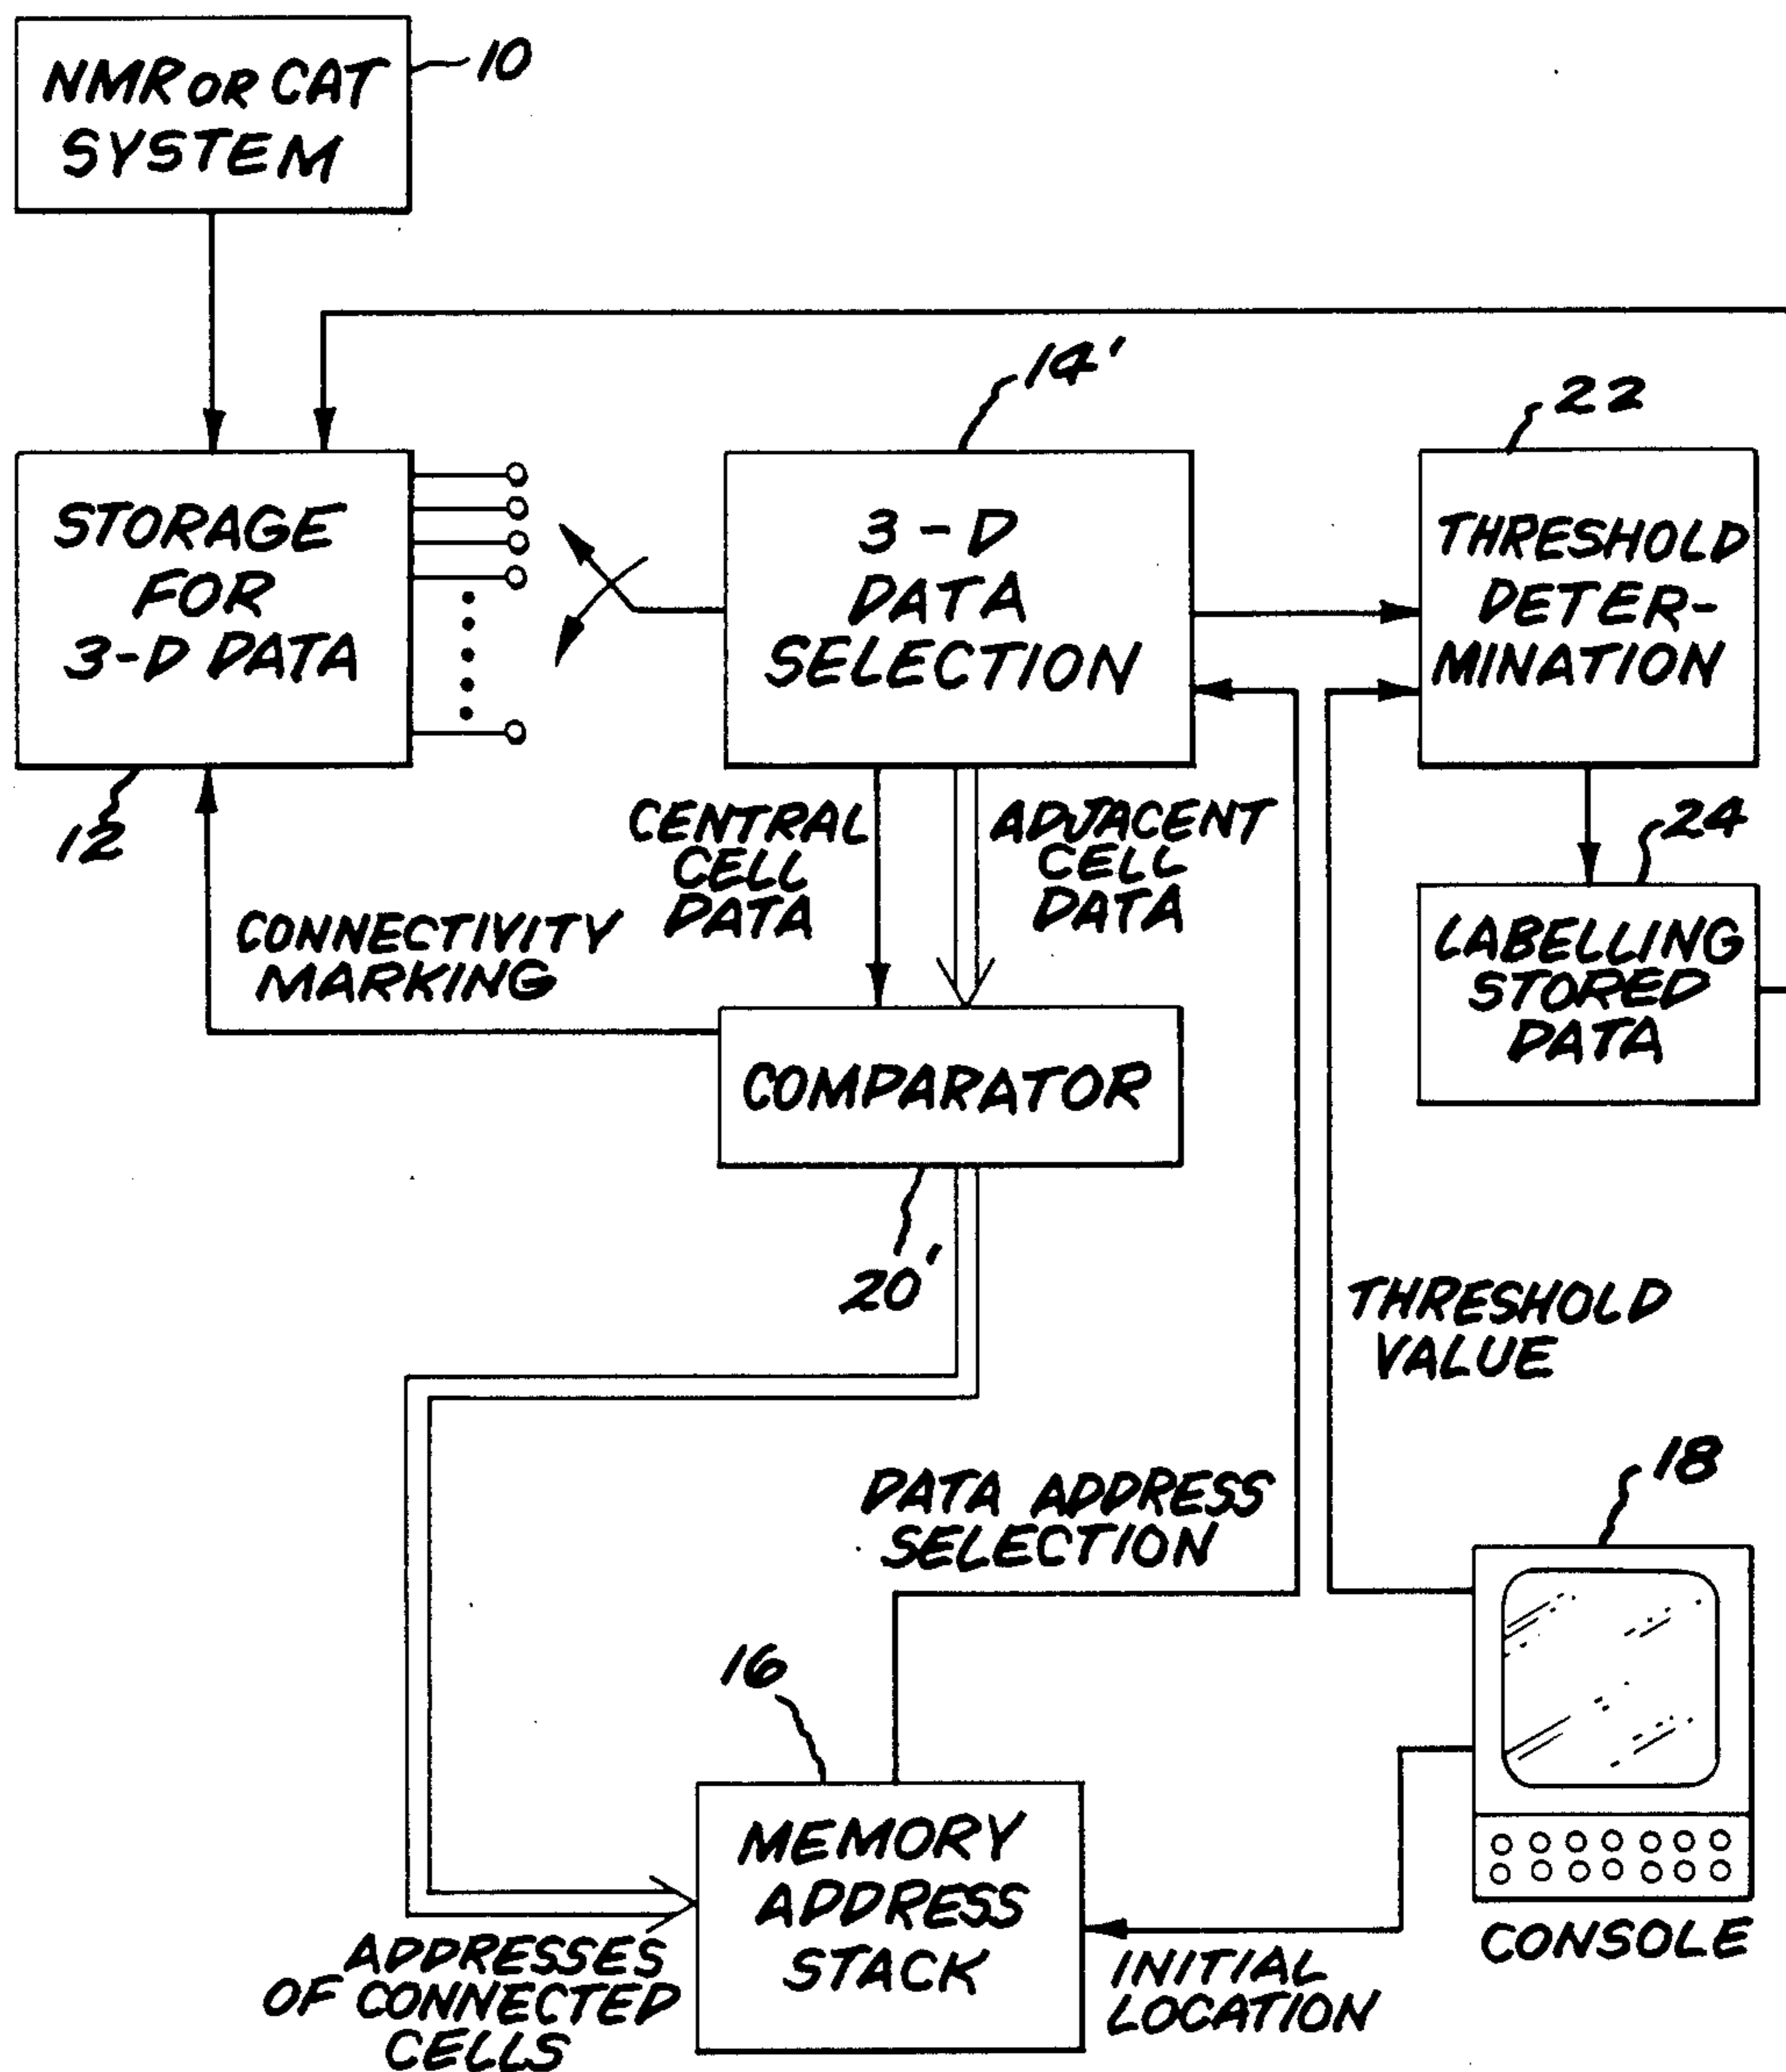 NMR OR CAT
SYSTEM
10
14'
22
STORAGE
FOR
3-D DATA
12
3-D
DATA
SELECTION
THRESHOLD
DETER-
MINATION
CENTRAL
CELL
DATA
ADJACENT
CELL
DATA
24
CONNECTIVITY
MARKING
LABELLING
STORED
DATA
COMPARATOR
20'
THRESHOLD
VALUE
DATA ADDRESS
SELECTION
18
16
MEMORY
ADDRESS
STACK
CONSOLE
ADDRESSES
OF CONNECTED
CELLS
INITIAL
LOCATION